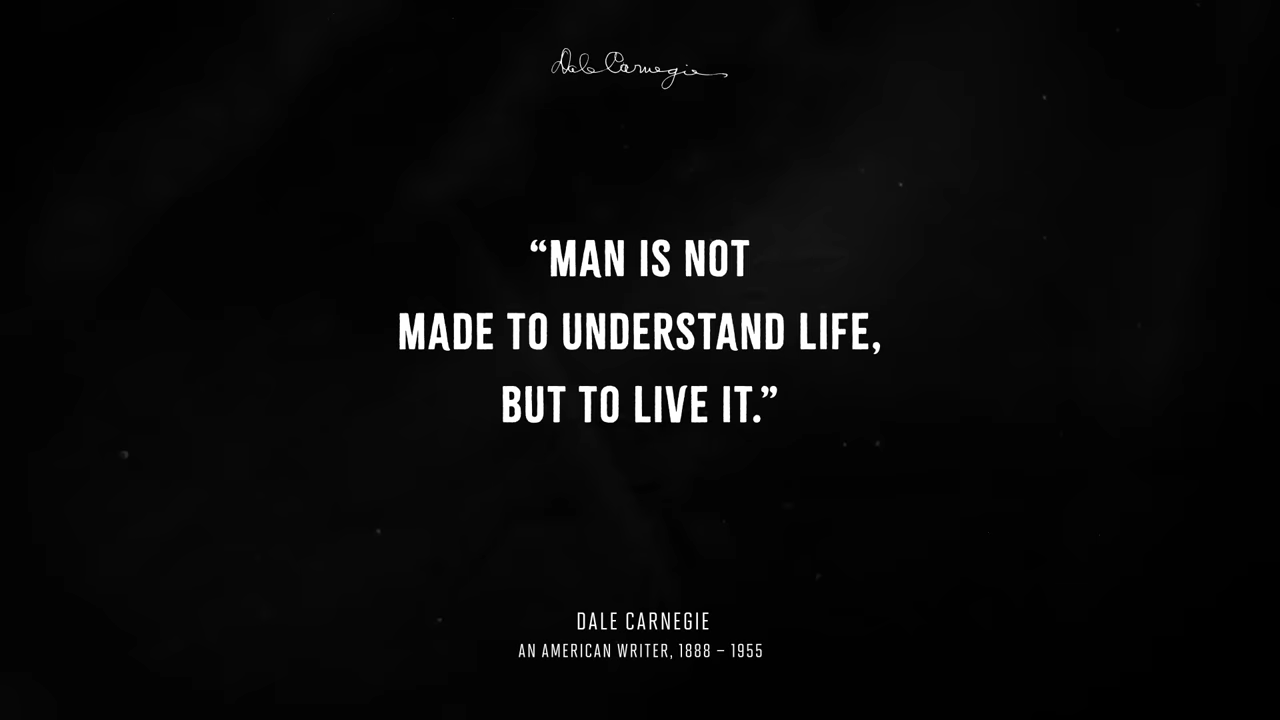 Dale Carnegie
“MAN IS NOT
MADE TO UNDERSTAND LIFE,
BUT TO LIVE IT.”
DALE CARNEGIE
AN AMERICAN WRITER, 1888 – 1955